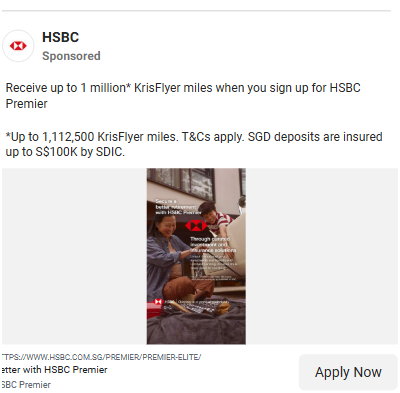 HSBC
Sponsored
Receive up to 1 million* KrisFlyer miles when you sign up for HSBC
Premier
*Up to 1,112,500 KrisFlyer miles. T&Cs apply. SGD deposits are insured
up to S$100K by SDIC.
Secure a
better retirement
with HSBC Premier
Through curated
investment and
insurance solutions
HSBC
TTPS://WWW.HSBC.COM.SG/PREMIER/PREMIER-ELITE/
etter with HSBC Premier
SBC Premier
Apply Now